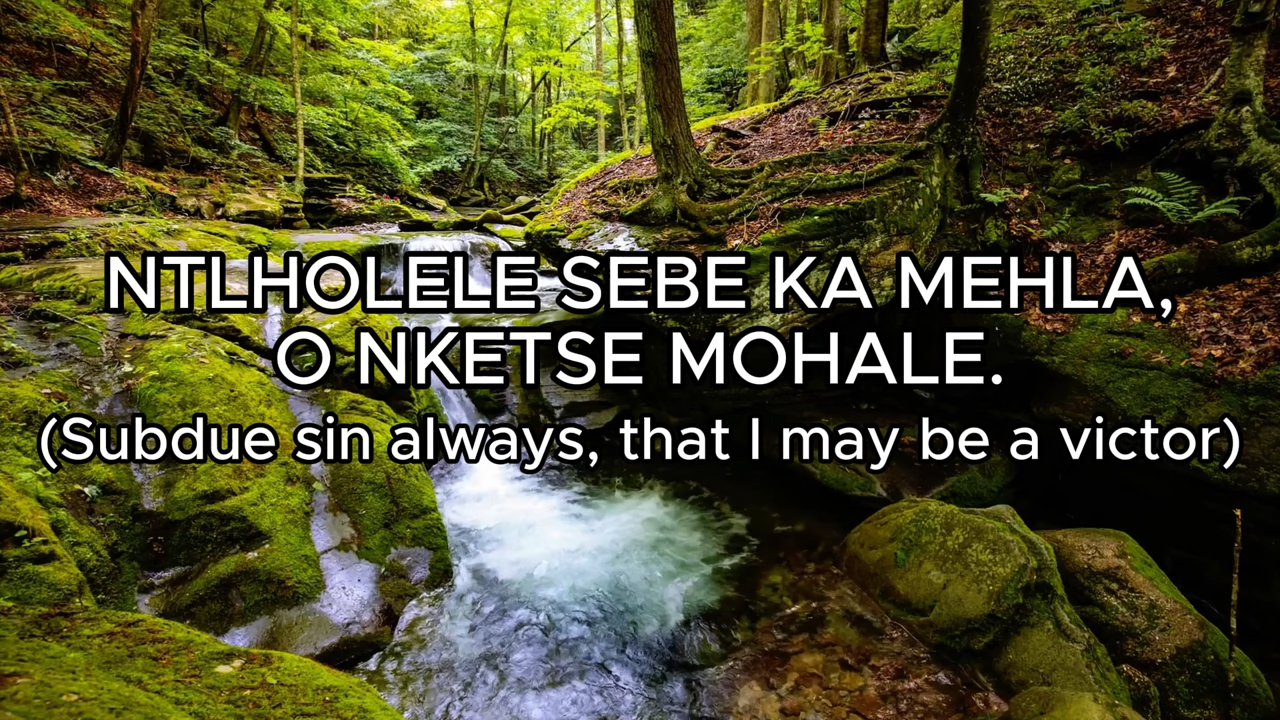 NTLHOLELE SEBE KA MEHLA,
O NKETSE MOHALE.
(Subdue sin always, that I may be a victor)